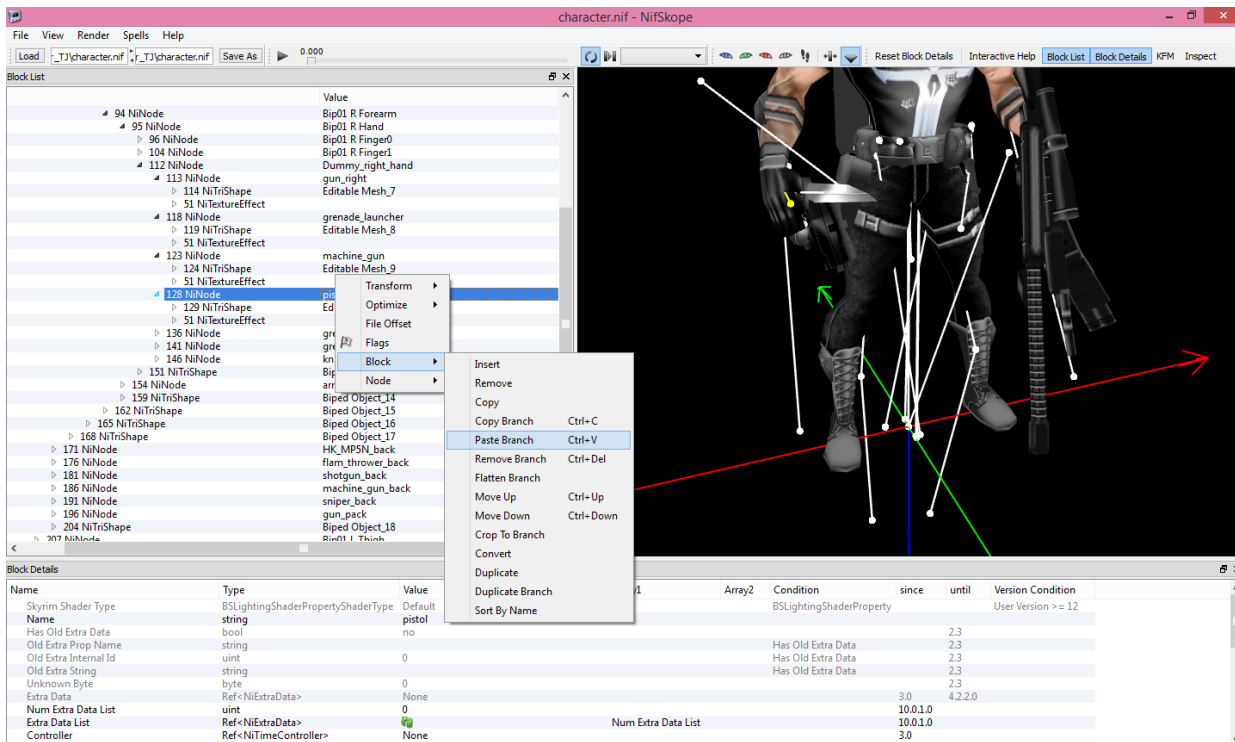 character.nif - NifSkope
File View Render Spells Help
Load r_TJ\character.nif r_TJ\character.nif Save As 0.000 Reset Block Details Interactive Help Block List Block Details KFM Inspect
Block List
Value
94 NiNode Bip01 R Forearm
95 NiNode Bip01 R Hand
96 NiNode Bip01 R Finger0
104 NiNode Bip01 R Finger1
112 NiNode Dummy_right_hand
113 NiNode gun_right
114 NiTriShape Editable Mesh_7
51 NiTextureEffect
118 NiNode grenade_launcher
119 NiTriShape Editable Mesh_8
51 NiTextureEffect
123 NiNode machine_gun
124 NiTriShape Editable Mesh_9
51 NiTextureEffect
128 NiNode pis
129 NiTriShape Ed
51 NiTextureEffect
136 NiNode gre
141 NiNode gre
146 NiNode kn
151 NiTriShape Bip
154 NiNode arr
159 NiTriShape Biped Object_14
162 NiTriShape Biped Object_15
165 NiTriShape Biped Object_16
168 NiTriShape Biped Object_17
171 NiNode HK_MP5N_back
176 NiNode flam_thrower_back
181 NiNode shotgun_back
186 NiNode machine_gun_back
191 NiNode sniper_back
196 NiNode gun_pack
204 NiTriShape Biped Object_18
207 NiNode Bip01 L Thigh
Transform
Optimize
File Offset
Flags
Block
Node
Insert
Remove
Copy
Copy Branch Ctrl+C
Paste Branch Ctrl+V
Remove Branch Ctrl+Del
Flatten Branch
Move Up Ctrl+Up
Move Down Ctrl+Down
Crop To Branch
Convert
Duplicate
Duplicate Branch
Sort By Name
Block Details
Name Type Value Array2 Condition since until Version Condition
Skyrim Shader Type BSLightingShaderPropertyShaderType Default BSLightingShaderProperty User Version >= 12
Name string pistol
Has Old Extra Data bool no 2.3
Old Extra Prop Name string Has Old Extra Data 2.3
Old Extra Internal Id uint 0 Has Old Extra Data 2.3
Old Extra String string Has Old Extra Data 2.3
Unknown Byte byte 0 2.3
Extra Data Ref<NiExtraData> None 3.0 4.2.2.0
Num Extra Data List uint 0 10.0.1.0
Extra Data List Ref<NiExtraData> Num Extra Data List 10.0.1.0
Controller Ref<NiTimeController> None 3.0